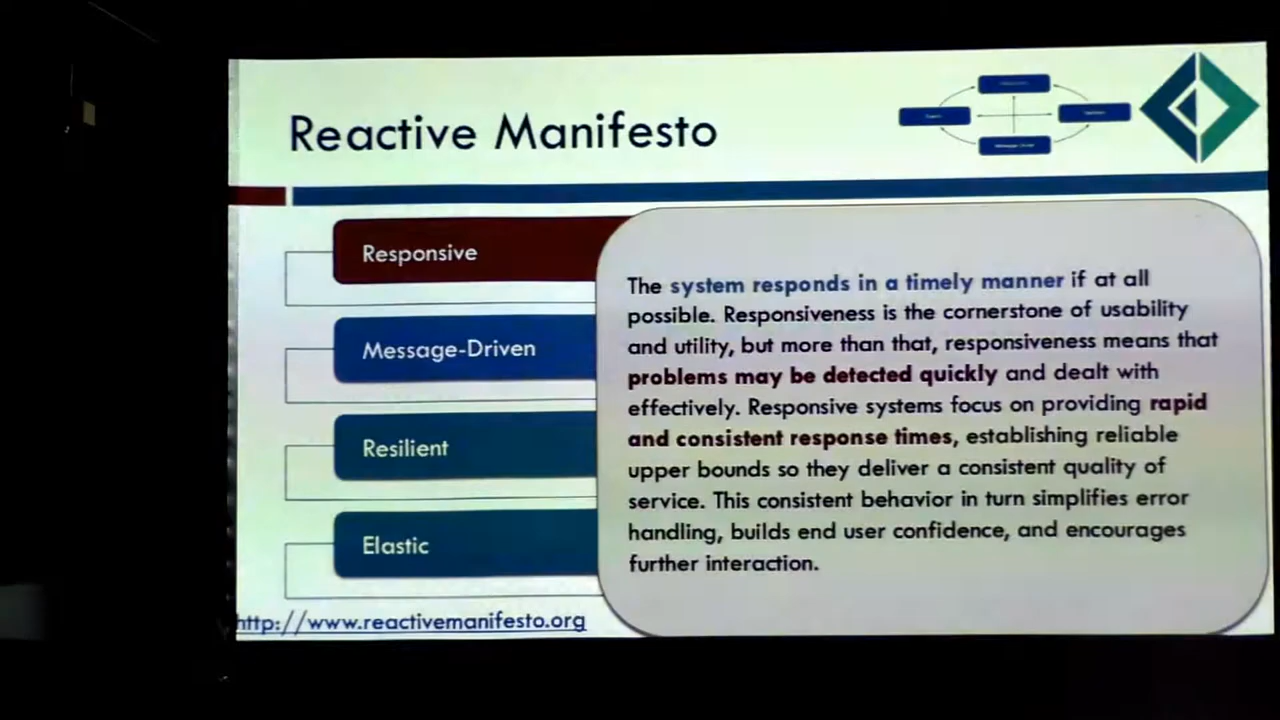 Reactive Manifesto
Responsive
Message-Driven
Resilient
Elastic
http://www.reactivemanifesto.org
The system responds in a timely manner if at all
possible. Responsiveness is the cornerstone of usability
and utility, but more than that, responsiveness means that
problems may be detected quickly and dealt with
effectively. Responsive systems focus on providing rapid
and consistent response times, establishing reliable
upper bounds so they deliver a consistent quality of
service. This consistent behavior in turn simplifies error
handling, builds end user confidence, and encourages
further interaction.